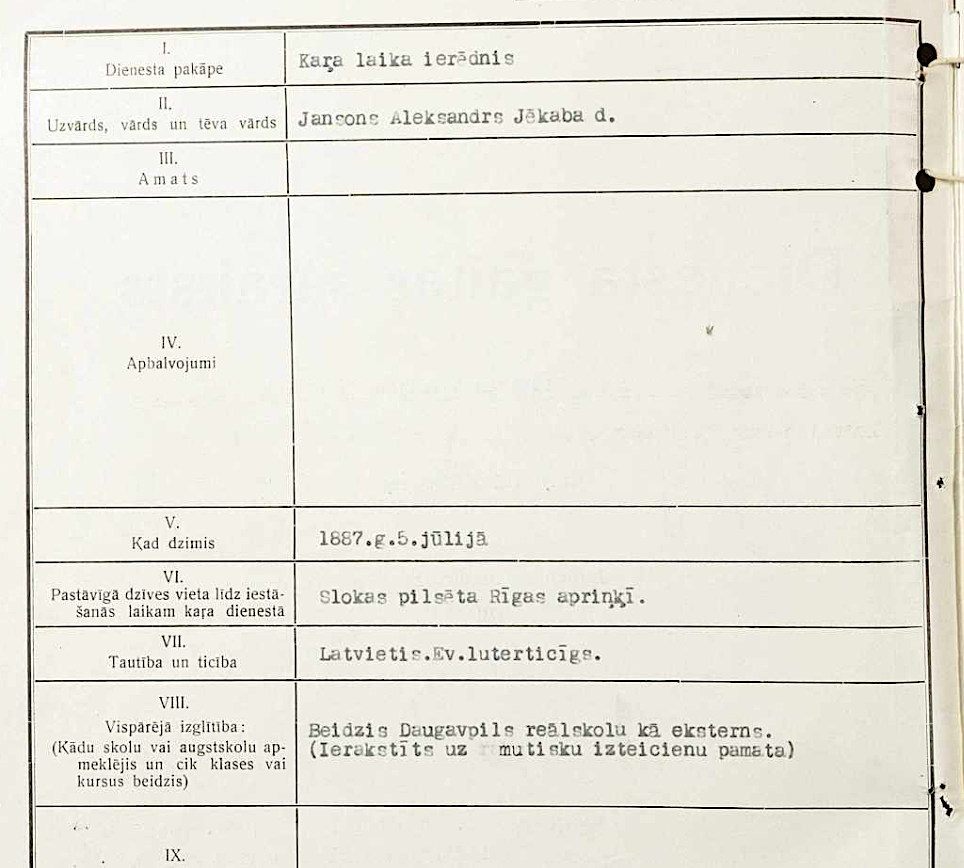 I.
Dienesta pakāpe
Kaŗa laika ierēdnis
II.
Uzvārds, vārds un tēva vārds
Jansons Aleksandrs Jēkaba d.
III.
Amats
IV.
Apbalvojumi
V.
Kad dzimis
1887.g.5.jūlijā
VI.
Pastāvīgā dzīves vieta līdz iestā-
šanās laikam kaŗa dienestā
Slokas pilsēta Rīgas apriņķī.
VII.
Tautība un ticība
Latvietis.Ev.luterticīgs.
VIII.
Vispārējā izglītība:
(Kādu skolu vai augstskolu ap-
meklējis un cik klases vai
kursus beidzis)
Beidzis Daugavpils reālskolu kā eksterns.
(Ierakstīts uz mutisku izteicienu pamata)
IX.